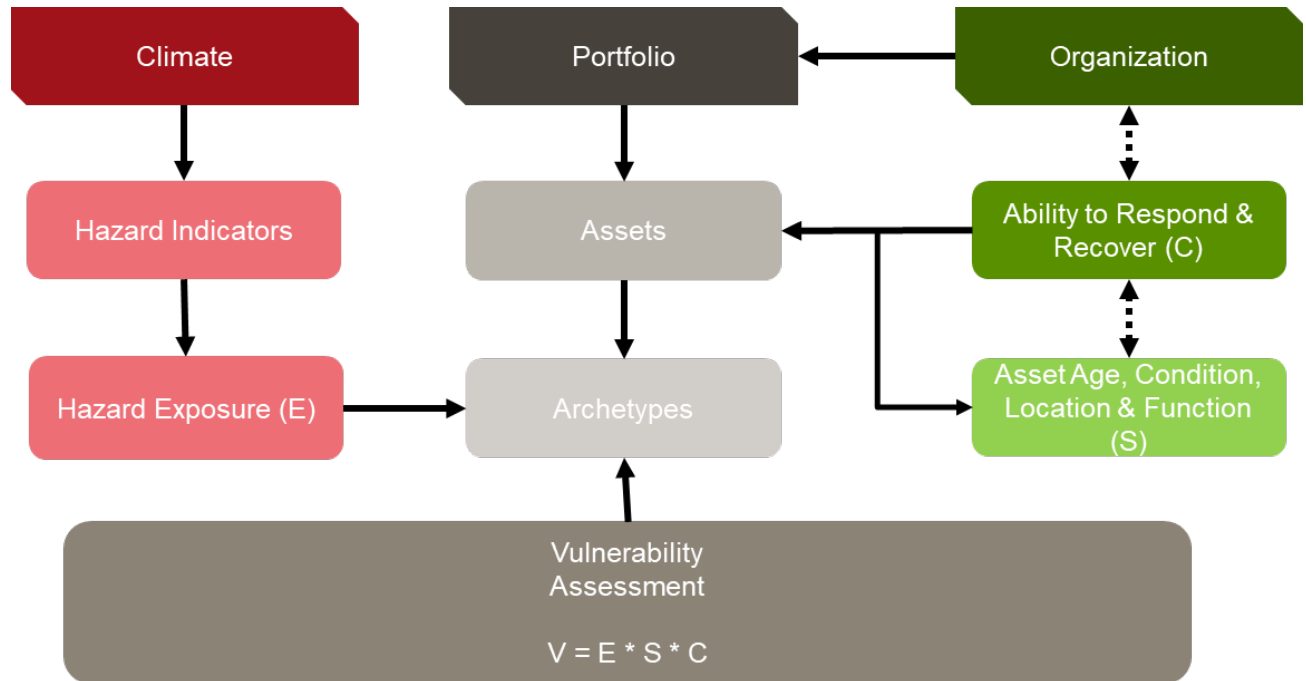 Climate
Portfolio
Organization
Hazard Indicators
Assets
Ability to Respond &
Recover (C)
Hazard Exposure (E)
Archetypes
Asset Age, Condition,
Location & Function
(S)
Vulnerability
Assessment
V = E * S * C